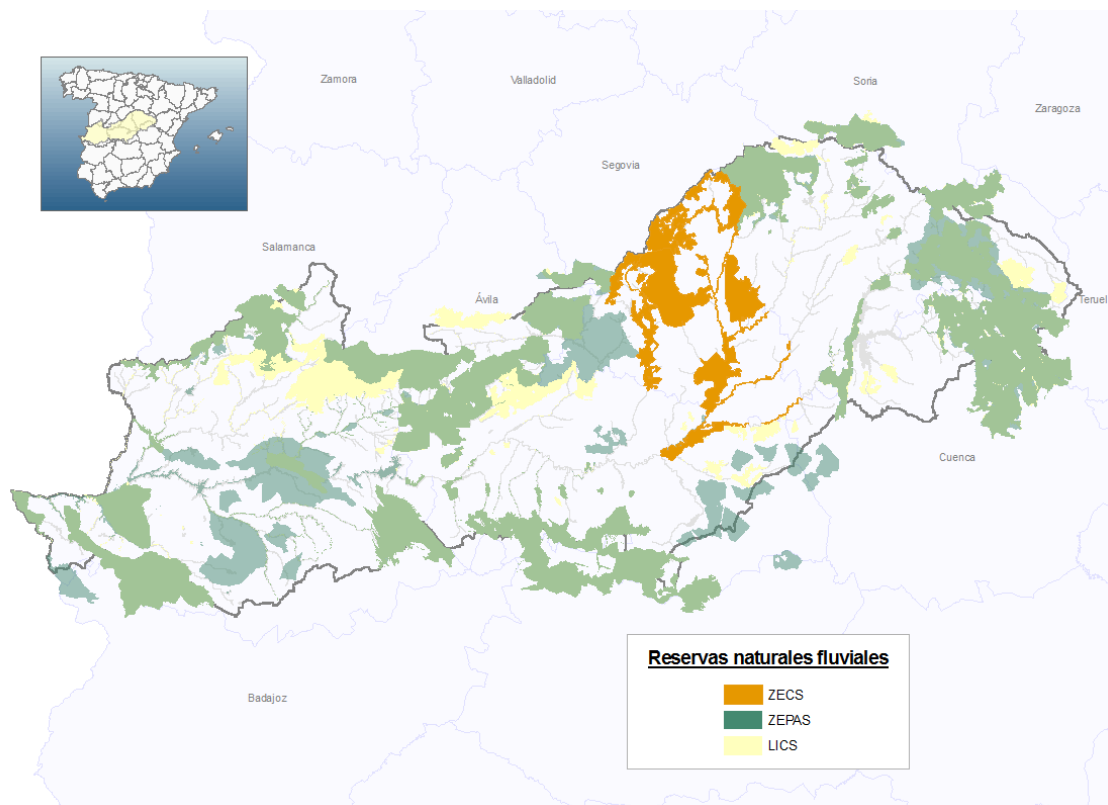 Zamora
Valladolid
Soria
Zaragoza
Segovia
Salamanca
Ávila
Teruel
Cuenca
Badajoz
Reservas naturales fluviales
ZECS
ZEPAS
LICS